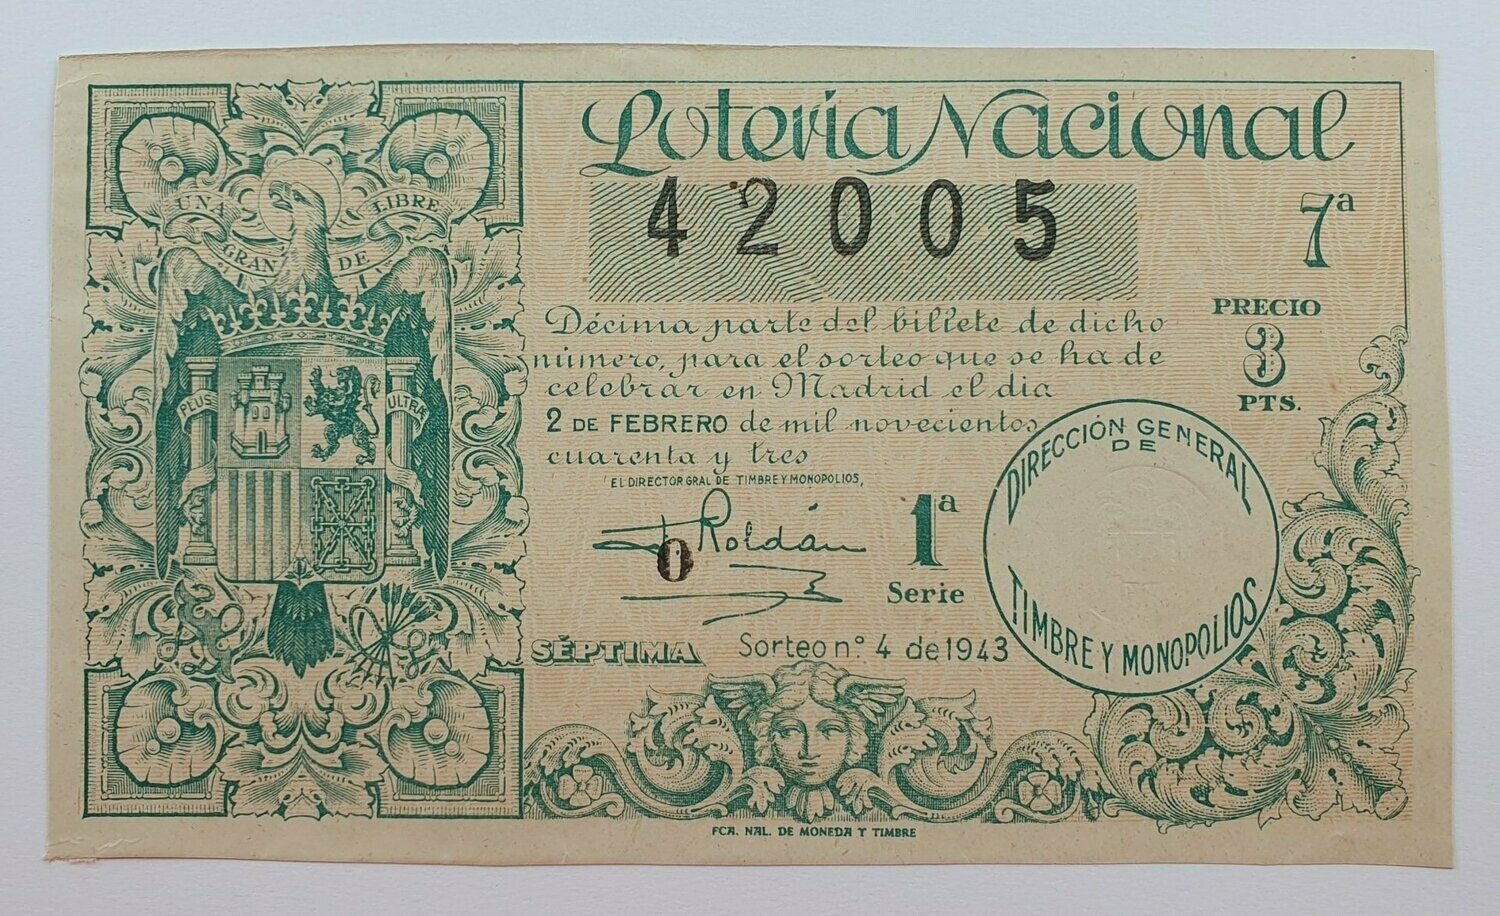 Lotería Nacional
42005
7ª
UNA
GRANDE
LIBRE
PLUS
ULTRA
PRECIO
3
PTS.
Décima parte del billete de dicho
número, para el sorteo que se ha de
celebrar en Madrid el dia
2 DE FEBRERO de mil novecientos
cuarenta y tres
EL DIRECTOR GRAL DE TIMBRE Y MONOPOLIOS,
Roldán
0
1ª
Serie
DIRECCIÓN GENERAL
DE
TIMBRE Y MONOPOLIOS
SÉPTIMA
Sorteo nº 4 de 1943
FCA. NAL. DE MONEDA Y TIMBRE